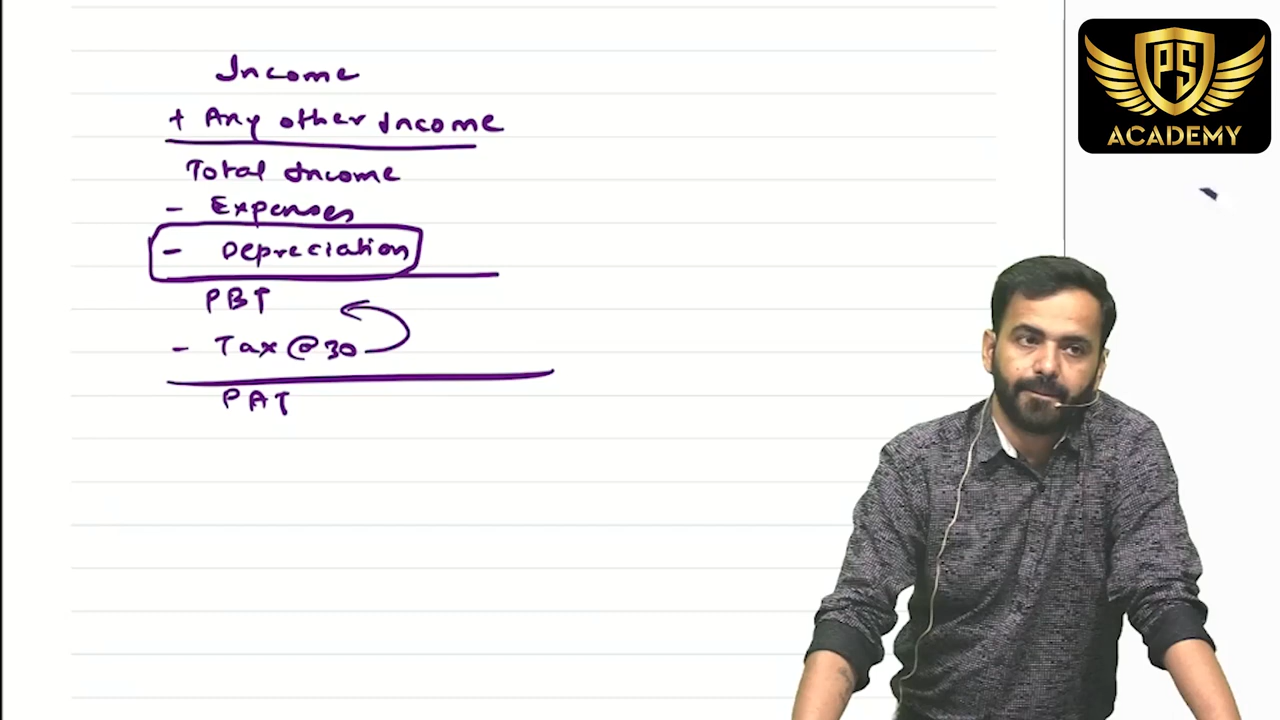 Income
+ Any other Income
Total Income
- Expenses
- Depreciation
PBT
- Tax @ 30
PAT
PS
ACADEMY